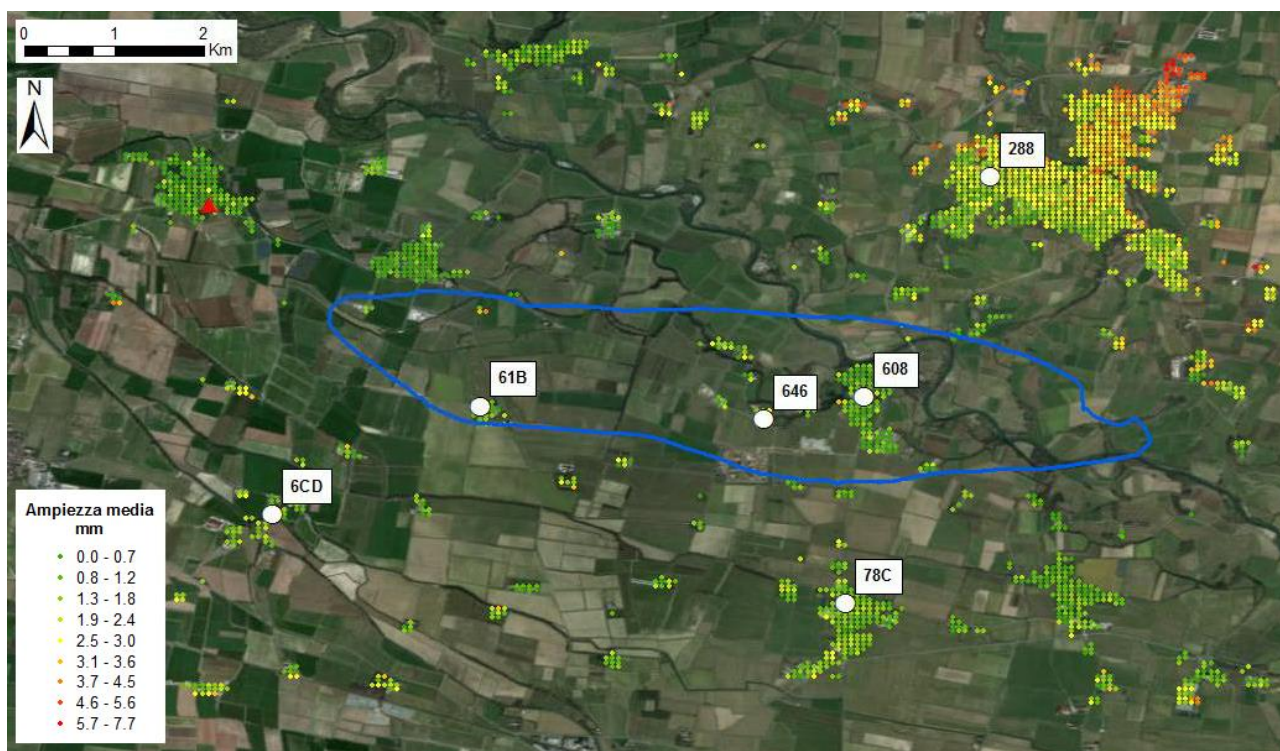 0 1 2
Km
N
288
608
61B
646
6CD
78C
Ampiezza media
mm
0.0 - 0.7
0.8 - 1.2
1.3 - 1.8
1.9 - 2.4
2.5 - 3.0
3.1 - 3.6
3.7 - 4.5
4.6 - 5.6
5.7 - 7.7